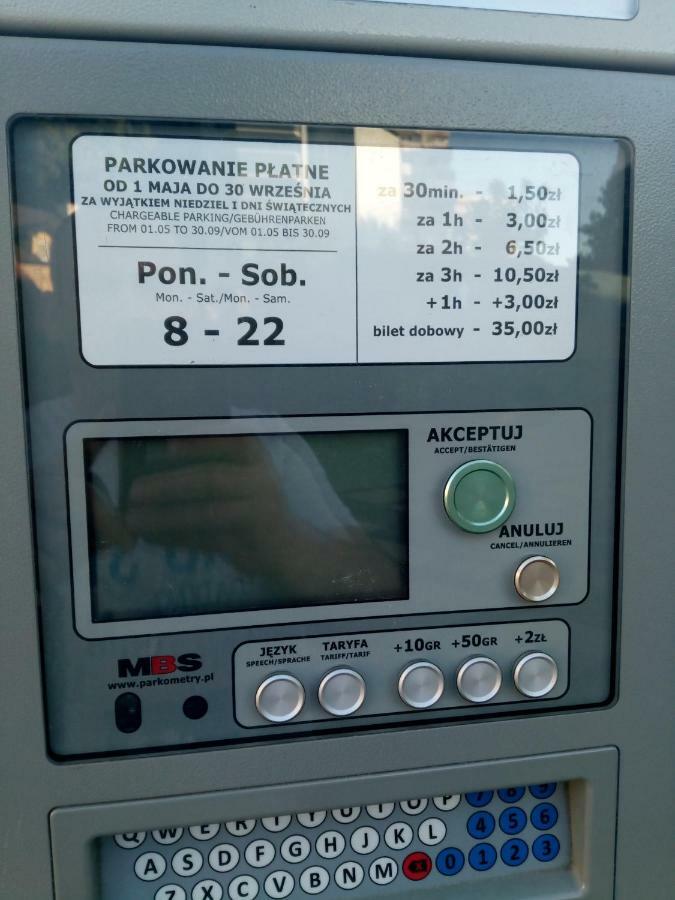 PARKOWANIE PŁATNE
OD 1 MAJA DO 30 WRZEŚNIA
ZA WYJĄTKIEM NIEDZIEL I DNI ŚWIĄTECZNYCH
CHARGEABLE PARKING/GEBÜHRENPARKEN
FROM 01.05 TO 30.09/VOM 01.05 BIS 30.09
Pon. - Sob.
Mon. - Sat./Mon. - Sam.
8 - 22
za 30min. - 1,50zł
za 1h - 3,00zł
za 2h - 6,50zł
za 3h - 10,50zł
+1h - +3,00zł
bilet dobowy - 35,00zł
AKCEPTUJ
ACCEPT/BESTÄTIGEN
ANULUJ
CANCEL/ANNULIEREN
MBS
www.parkometry.pl
JĘZYK
SPEECH/SPRACHE
TARYFA
TARIFF/TARIF
+10GR
+50GR
+2ZŁ
Q W E R T Y U I O P 7 8 9
A S D F G H J K L 4 5 6
Z X C V B N M 0 1 2 3